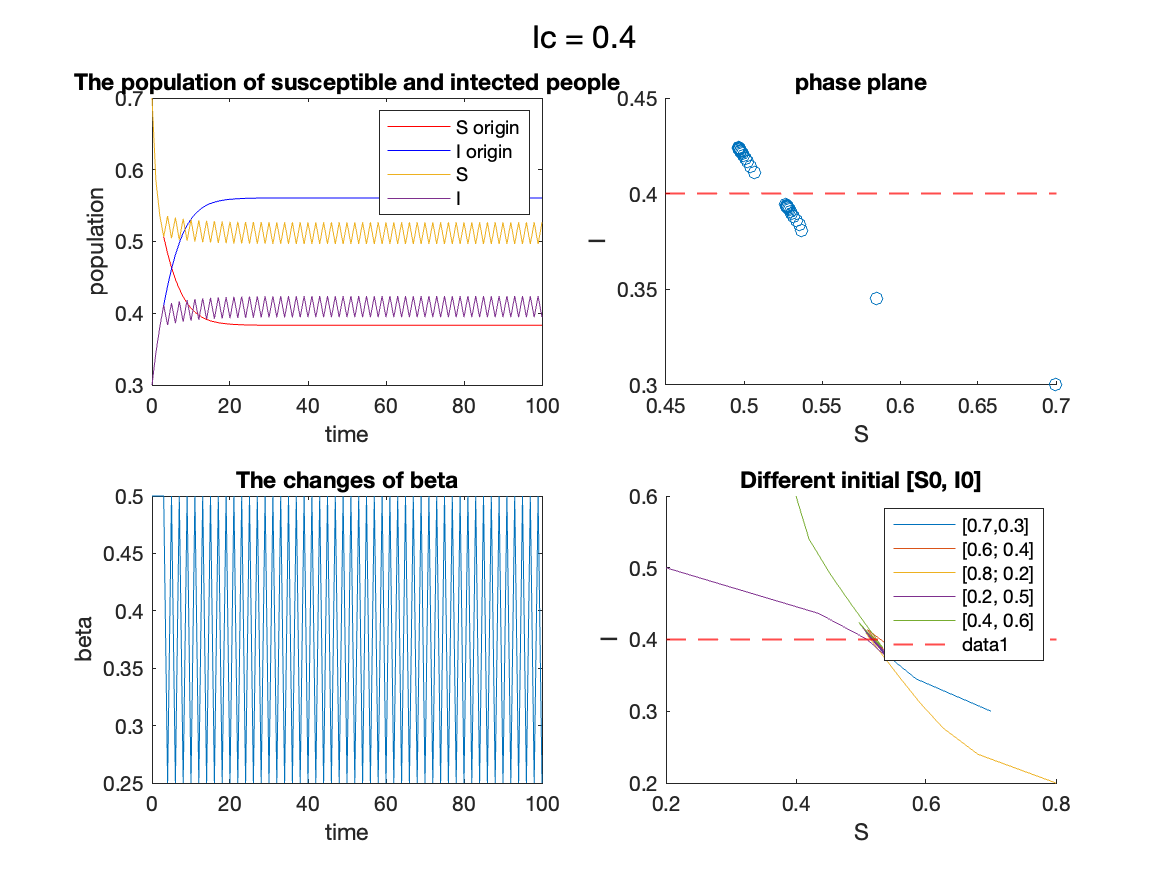 Ic = 0.4
The population of susceptible and intected people
0.7
0.6
0.5
0.4
0.3
population
0 20 40 60 80 100
time
S origin
I origin
S
I
phase plane
0.45
0.4
0.35
0.3
I
0.45 0.5 0.55 0.6 0.65 0.7
S
The changes of beta
0.5
0.45
0.4
0.35
0.3
0.25
beta
0 20 40 60 80 100
time
Different initial [S0, I0]
0.6
0.5
0.4
0.3
0.2
I
0.2 0.4 0.6 0.8
S
[0.7,0.3]
[0.6; 0.4]
[0.8; 0.2]
[0.2, 0.5]
[0.4, 0.6]
data1